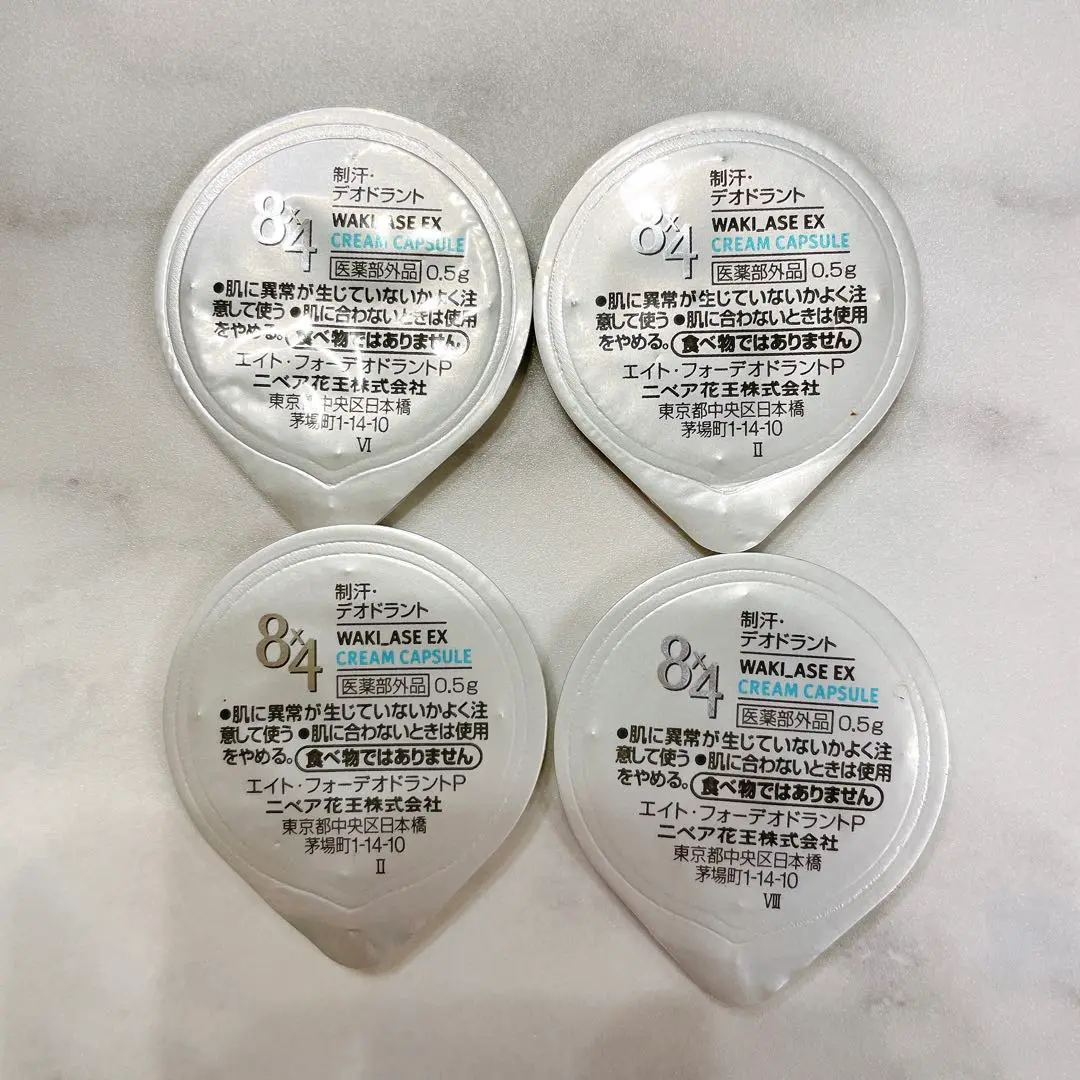 制汗・
デオドラント
8x4
WAKI_ASE EX
CREAM CAPSULE
医薬部外品 0.5g
●肌に異常が生じていないかよく注
意して使う ●肌に合わないときは使用
をやめる。食べ物ではありません
エイト・フォーデオドラントP
ニベア花王株式会社
東京都中央区日本橋
茅場町1-14-10
Ⅵ
制汗・
デオドラント
8x4
WAKI_ASE EX
CREAM CAPSULE
医薬部外品 0.5g
●肌に異常が生じていないかよく注
意して使う ●肌に合わないときは使用
をやめる。食べ物ではありません
エイト・フォーデオドラントP
ニベア花王株式会社
東京都中央区日本橋
茅場町1-14-10
Ⅱ
制汗・
デオドラント
8x4
WAKI_ASE EX
CREAM CAPSULE
医薬部外品 0.5g
●肌に異常が生じていないかよく注
意して使う ●肌に合わないときは使用
をやめる。食べ物ではありません
エイト・フォーデオドラントP
ニベア花王株式会社
東京都中央区日本橋
茅場町1-14-10
Ⅱ
制汗・
デオドラント
8x4
WAKI_ASE EX
CREAM CAPSULE
医薬部外品 0.5g
●肌に異常が生じていないかよく注
意して使う ●肌に合わないときは使用
をやめる。食べ物ではありません
エイト・フォーデオドラントP
ニベア花王株式会社
東京都中央区日本橋
茅場町1-14-10
Ⅷ